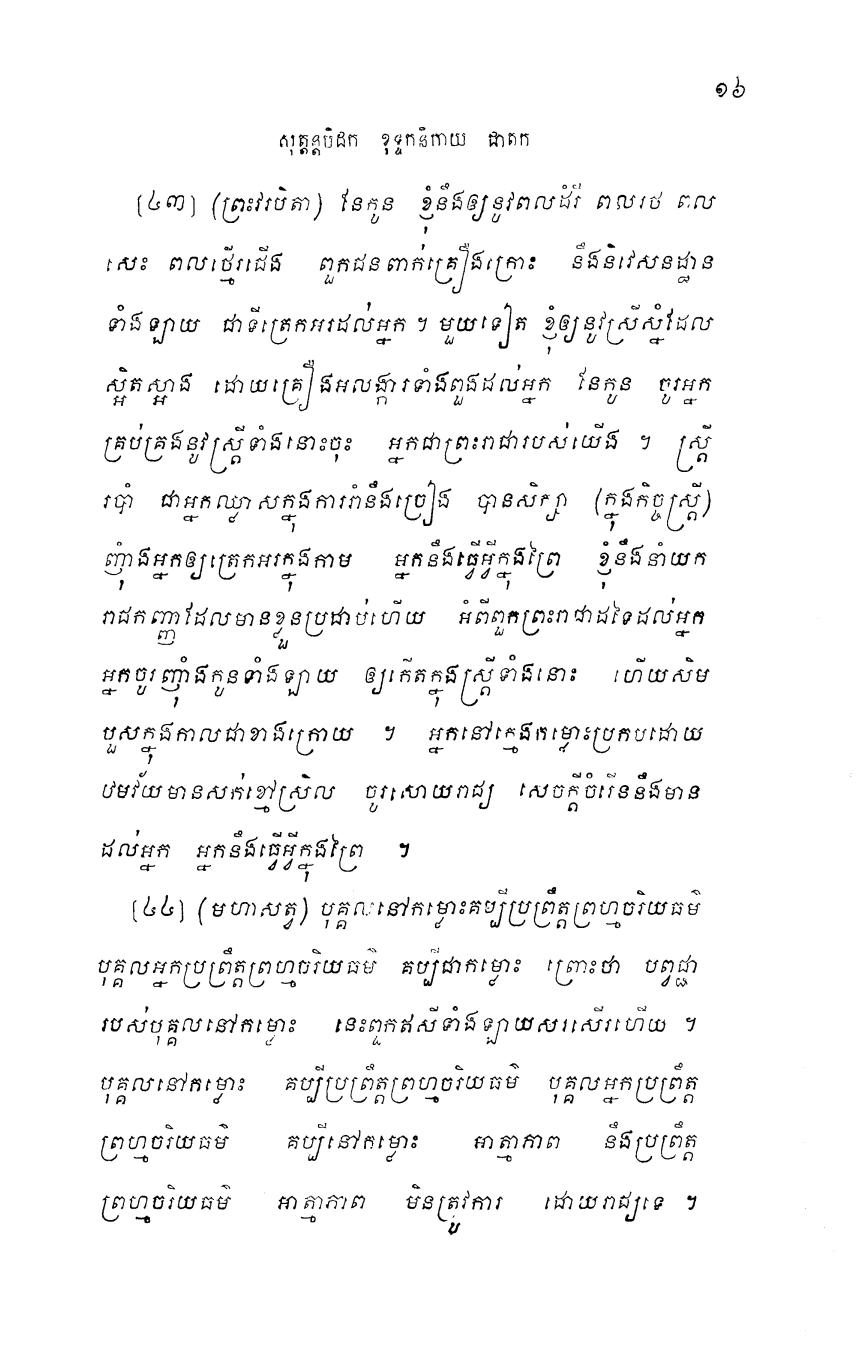 ១៦
សុត្តន្តបិដក ខុទ្ទកនិកាយ ជាតក
[៤៣] (ព្រះវរបិតា) នែកូន ខ្ញុំនឹងឲ្យនូវពលដំរី ពលរថ ពល
សេះ ពលថ្មើរជើង ពួកជនពាក់គ្រឿងក្រោះ នឹងនិវេសនដ្ឋាន
ទាំងឡាយ ជាទីត្រេកអរដល់អ្នក ។ មួយទៀត ខ្ញុំឲ្យនូវស្រីស្នំដែល
ស្អិតស្អាង ដោយគ្រឿងអលង្ការទាំងពួងដល់អ្នក នែកូន ចូរអ្នក
គ្រប់គ្រងនូវស្ត្រីទាំងនោះចុះ អ្នកជាព្រះរាជារបស់យើង ។ ស្ត្រី
របាំ ជាអ្នកឈ្លាសក្នុងការរាំនឹងច្រៀង បានសិក្សា (ក្នុងកិច្ចស្ត្រី)
ញុំាងអ្នកឲ្យត្រេកអរក្នុងកាម អ្នកនឹងធ្វើអ្វីក្នុងព្រៃ ខ្ញុំនឹងនាំយក
រាជកញ្ញាដែលមានខ្លួនប្រដាប់ហើយ អំពីពួកព្រះរាជាដទៃដល់អ្នក
អ្នកចូរញ៉ាំងកូនទាំងឡាយ ឲ្យកើតក្នុងស្ត្រីទាំងនោះ ហើយសឹម
បួសក្នុងកាលជាខាងក្រោយ ។ អ្នកនៅក្មេងកម្លោះប្រកបដោយ
បឋមវ័យមានសក់ខ្មៅស្រិល ចូរសោយរាជ្យ សេចក្តីចំរើននឹងមាន
ដល់អ្នក អ្នកនឹងធ្វើអ្វីក្នុងព្រៃ ។
[៤៤] (មហាសត្វ) បុគ្គលនៅកម្លោះគប្បីប្រព្រឹត្តព្រហ្មចរិយធម៌
បុគ្គលអ្នកប្រព្រឹត្តព្រហ្មចរិយធម៌ គប្បីជាកម្លោះ ព្រោះថា បព្វជ្ជា
របស់បុគ្គលនៅកម្លោះ នេះពួកឥសីទាំងឡាយសរសើរហើយ ។
បុគ្គលនៅកម្លោះ គប្បីប្រព្រឹត្តព្រហ្មចរិយធម៌ បុគ្គលអ្នកប្រព្រឹត្ត
ព្រហ្មចរិយធម៌ គប្បីនៅកម្លោះ អាត្មាភាព នឹងប្រព្រឹត្ត
ព្រហ្មចរិយធម៌ អាត្មាភាព មិនត្រូវការ ដោយរាជ្យទេ ។